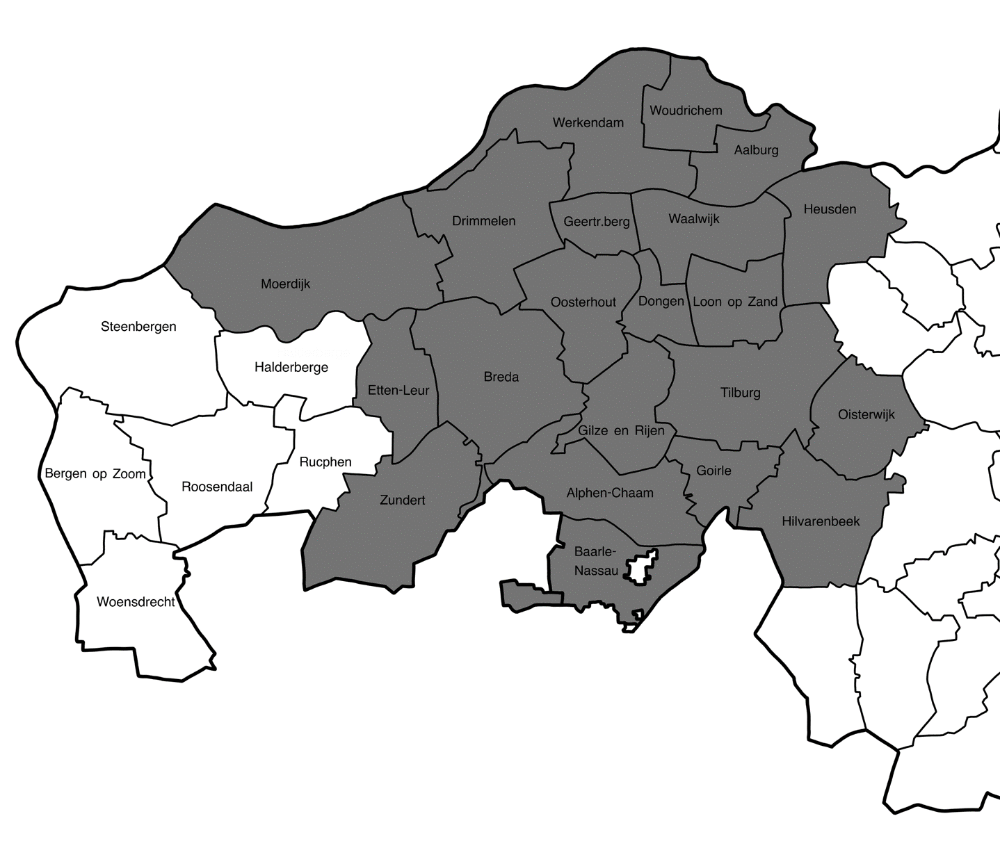 Woudrichem
Werkendam
Aalburg
Heusden
Drimmelen
Geertr.berg
Waalwijk
Moerdijk
Oosterhout
Dongen
Loon op Zand
Steenbergen
Halderberge
Breda
Etten-Leur
Tilburg
Oisterwijk
Gilze en Rijen
Rucphen
Goirle
Bergen op Zoom
Roosendaal
Alphen-Chaam
Zundert
Hilvarenbeek
Baarle-
Nassau
Woensdrecht